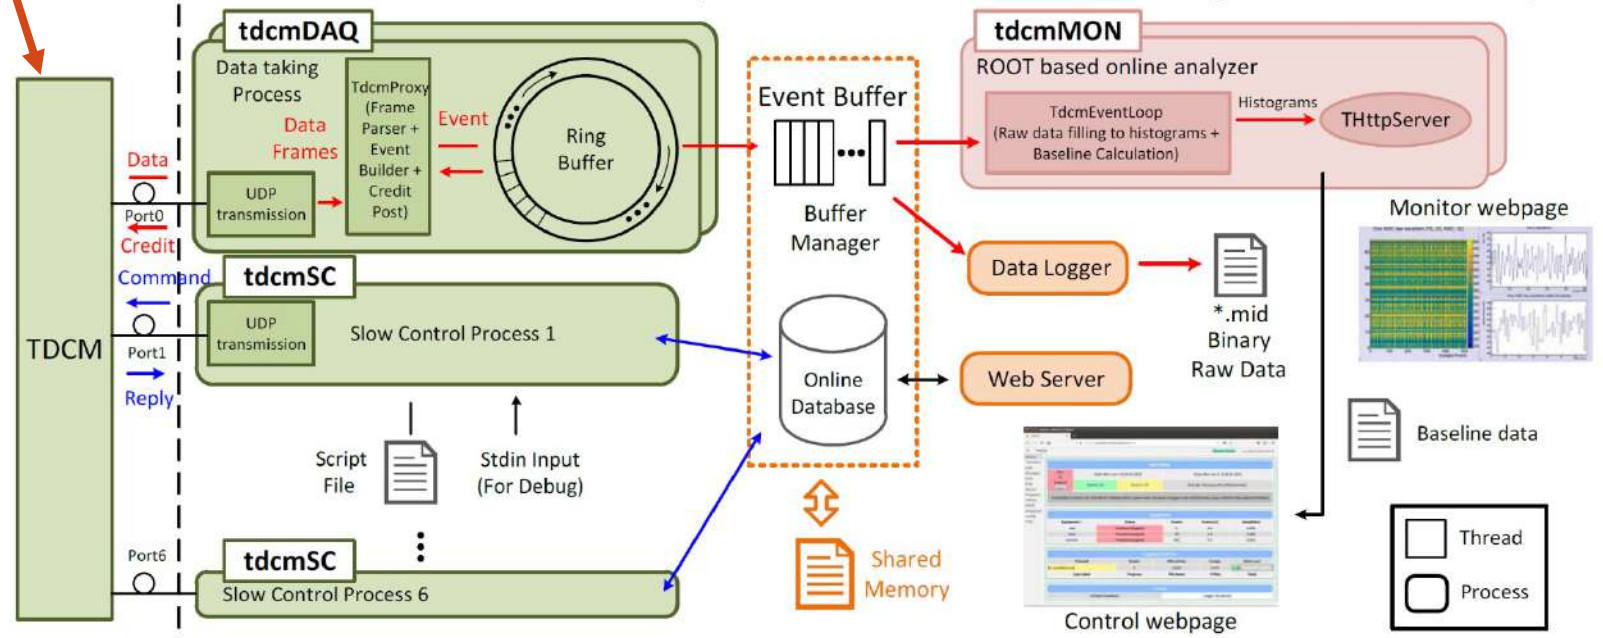 tdcmDAQ
Data taking
Process
TdcmProxy
(Frame
Parser +
Event
Builder +
Credit
Post)
Data
Frames
Event
Ring
Buffer
UDP
transmission
Data
Port0
Credit
Command
Port1
Reply
TDCM
tdcmSC
UDP
transmission
Slow Control Process 1
Script
File
Stdin Input
(For Debug)
Port6
tdcmSC
Slow Control Process 6
Event Buffer
Buffer
Manager
Online
Database
Shared
Memory
tdcmMON
ROOT based online analyzer
TdcmEventLoop
(Raw data filling to histograms +
Baseline Calculation)
Histograms
THttpServer
Data Logger
*.mid
Binary
Raw Data
Web Server
Monitor webpage
Baseline data
Control webpage
Thread
Process